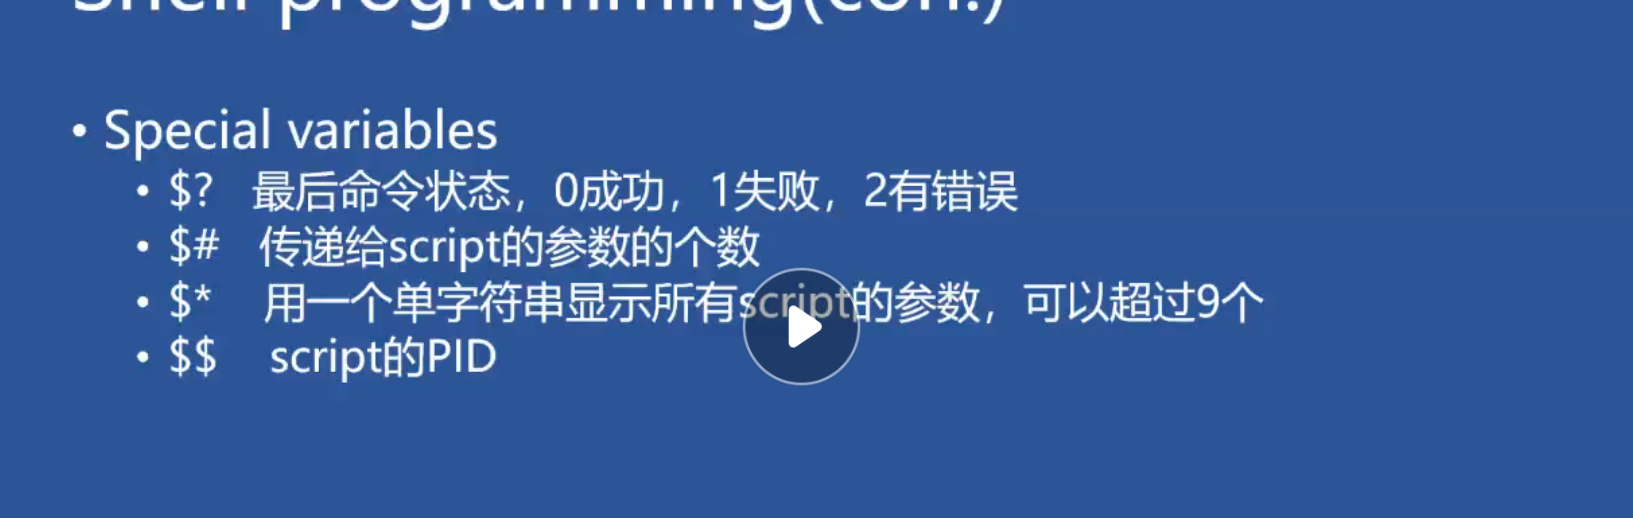 Shell programming(con.)
• Special variables
• $? 最后命令状态，0成功，1失败，2有错误
• $# 传递给script的参数的个数
• $* 用一个单字符串显示所有script的参数，可以超过9个
• $$ script的PID